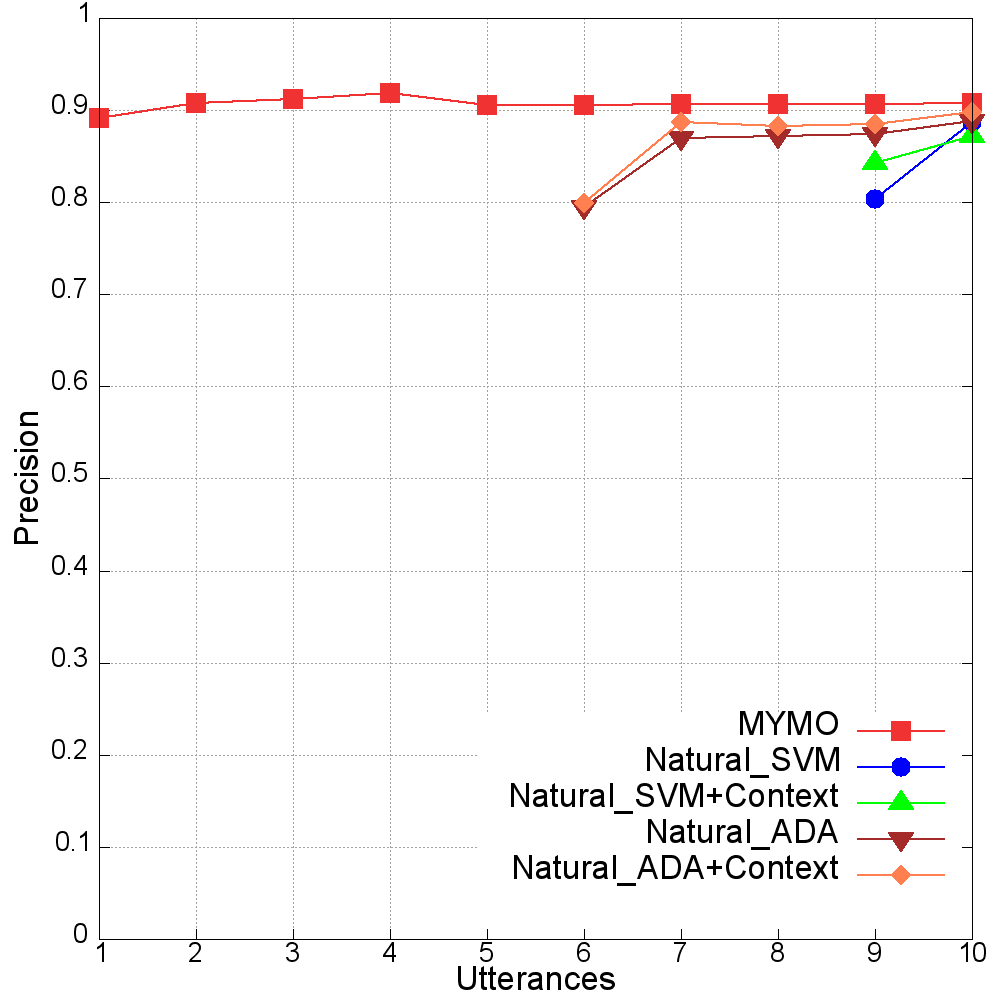 1
0.9
0.8
0.7
0.6
0.5
0.4
0.3
0.2
0.1
0
Precision
MYMO
Natural_SVM
Natural_SVM+Context
Natural_ADA
Natural_ADA+Context
1 2 3 4 5 6 7 8 9 10
Utterances